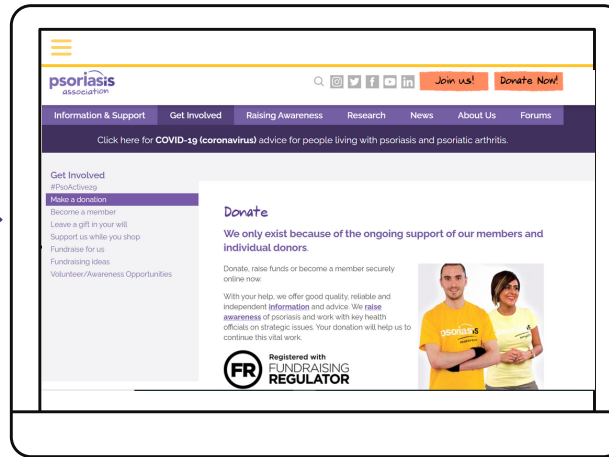 psoriasis
association
Join us!
Donate Now!
Information & Support
Get Involved
Raising Awareness
Research
News
About Us
Forums
Click here for COVID-19 (coronavirus) advice for people living with psoriasis and psoriatic arthritis.
Get Involved
#PsoActive29
Make a donation
Become a member
Leave a gift in your will
Support us while you shop
Fundraise for us
Fundraising ideas
Volunteer/Awareness Opportunities
Donate
We only exist because of the ongoing support of our members and
individual donors.
Donate, raise funds or become a member securely
online now.
With your help, we offer good quality, reliable and
independent information and advice. We raise
awareness of psoriasis and work with key health
officials on strategic issues. Your donation will help us to
continue this vital work.
FR
Registered with
FUNDRAISING
REGULATOR
psoriasis